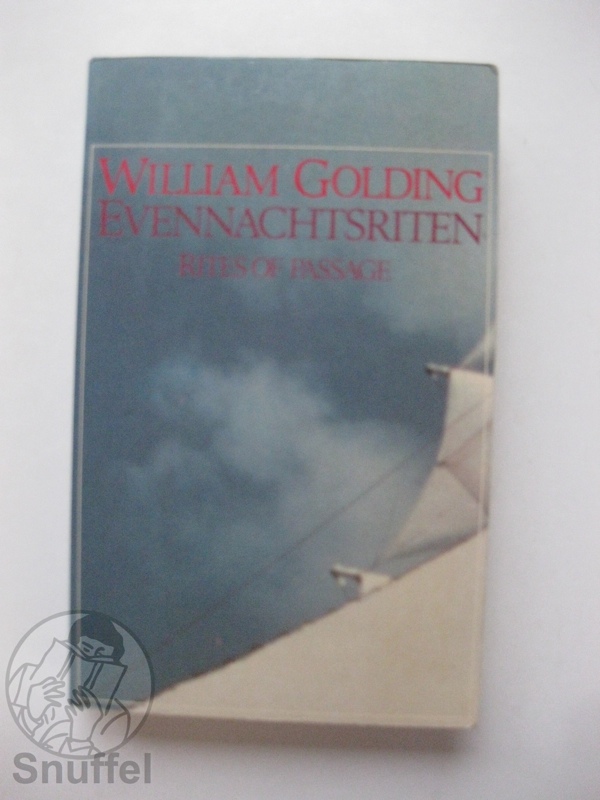 WILLIAM GOLDING
EVENNACHTSRITEN
RITES OF PASSAGE
Snuffel